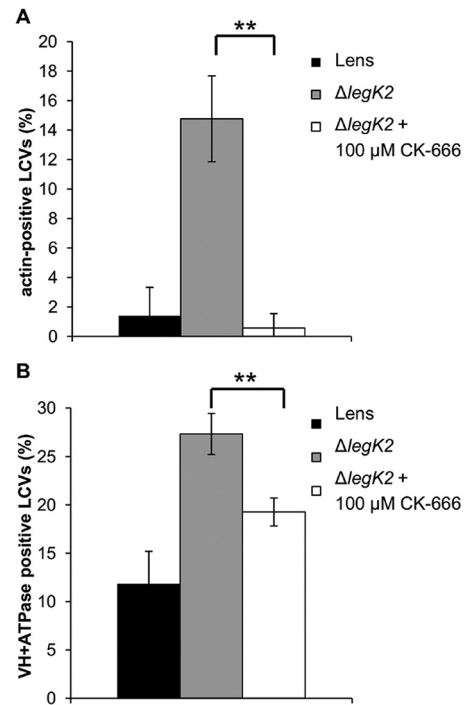 A
**
20
18
16
14
12
10
8
6
4
2
0
actin-positive LCVs (%)
Lens
ΔlegK2
ΔlegK2 +
100 µM CK-666
B
**
30
25
20
15
10
5
0
VH+ATPase positive LCVs (%)
Lens
ΔlegK2
ΔlegK2 +
100 µM CK-666